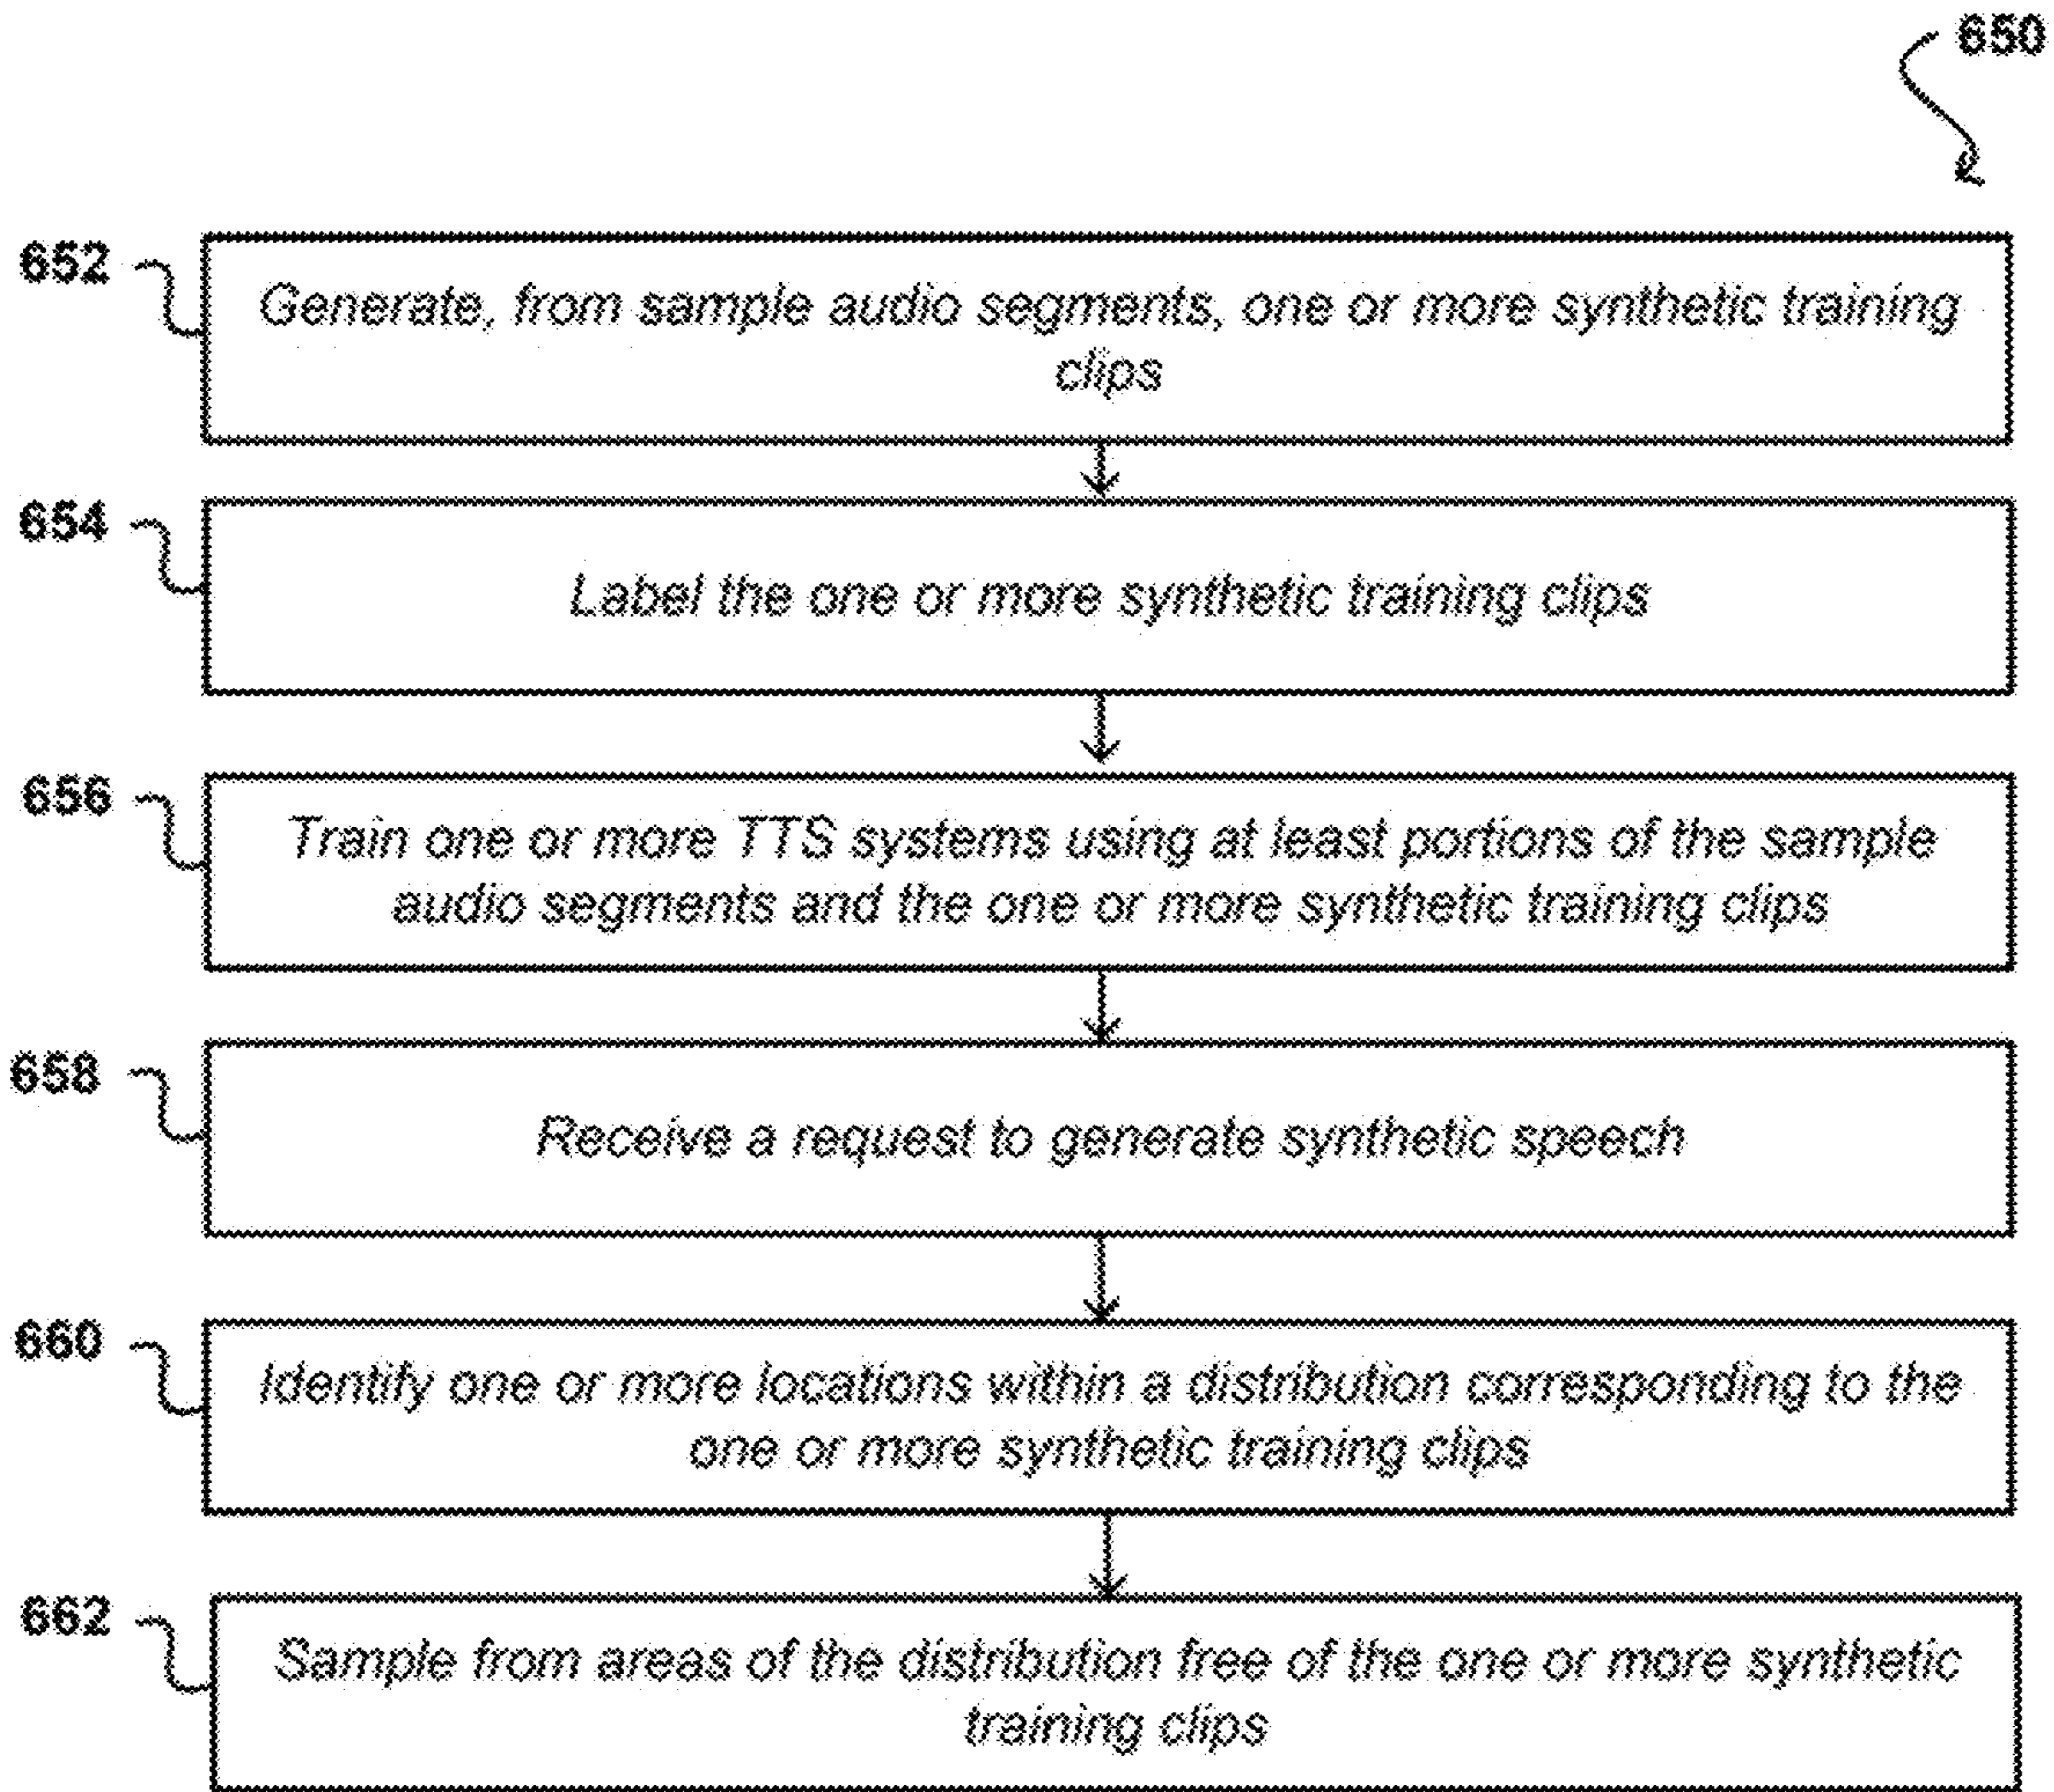 650
652
Generate, from sample audio segments, one or more synthetic training
clips
654
Label the one or more synthetic training clips
656
Train one or more TTS systems using at least portions of the sample
audio segments and the one or more synthetic training clips
658
Receive a request to generate synthetic speech
660
Identify one or more locations within a distribution corresponding to the
one or more synthetic training clips
662
Sample from areas of the distribution free of the one or more synthetic
training clips